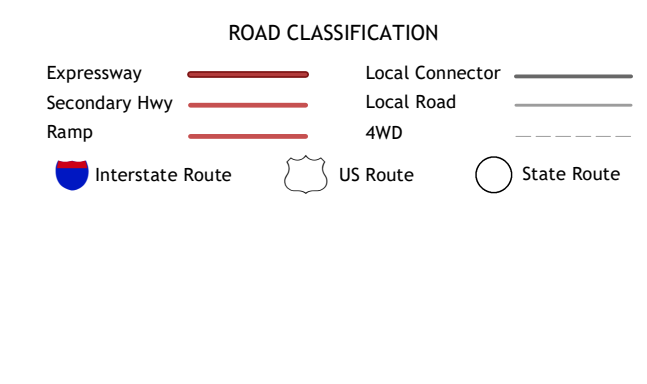 ROAD CLASSIFICATION
Expressway
Secondary Hwy
Ramp
Local Connector
Local Road
4WD
Interstate Route
US Route
State Route